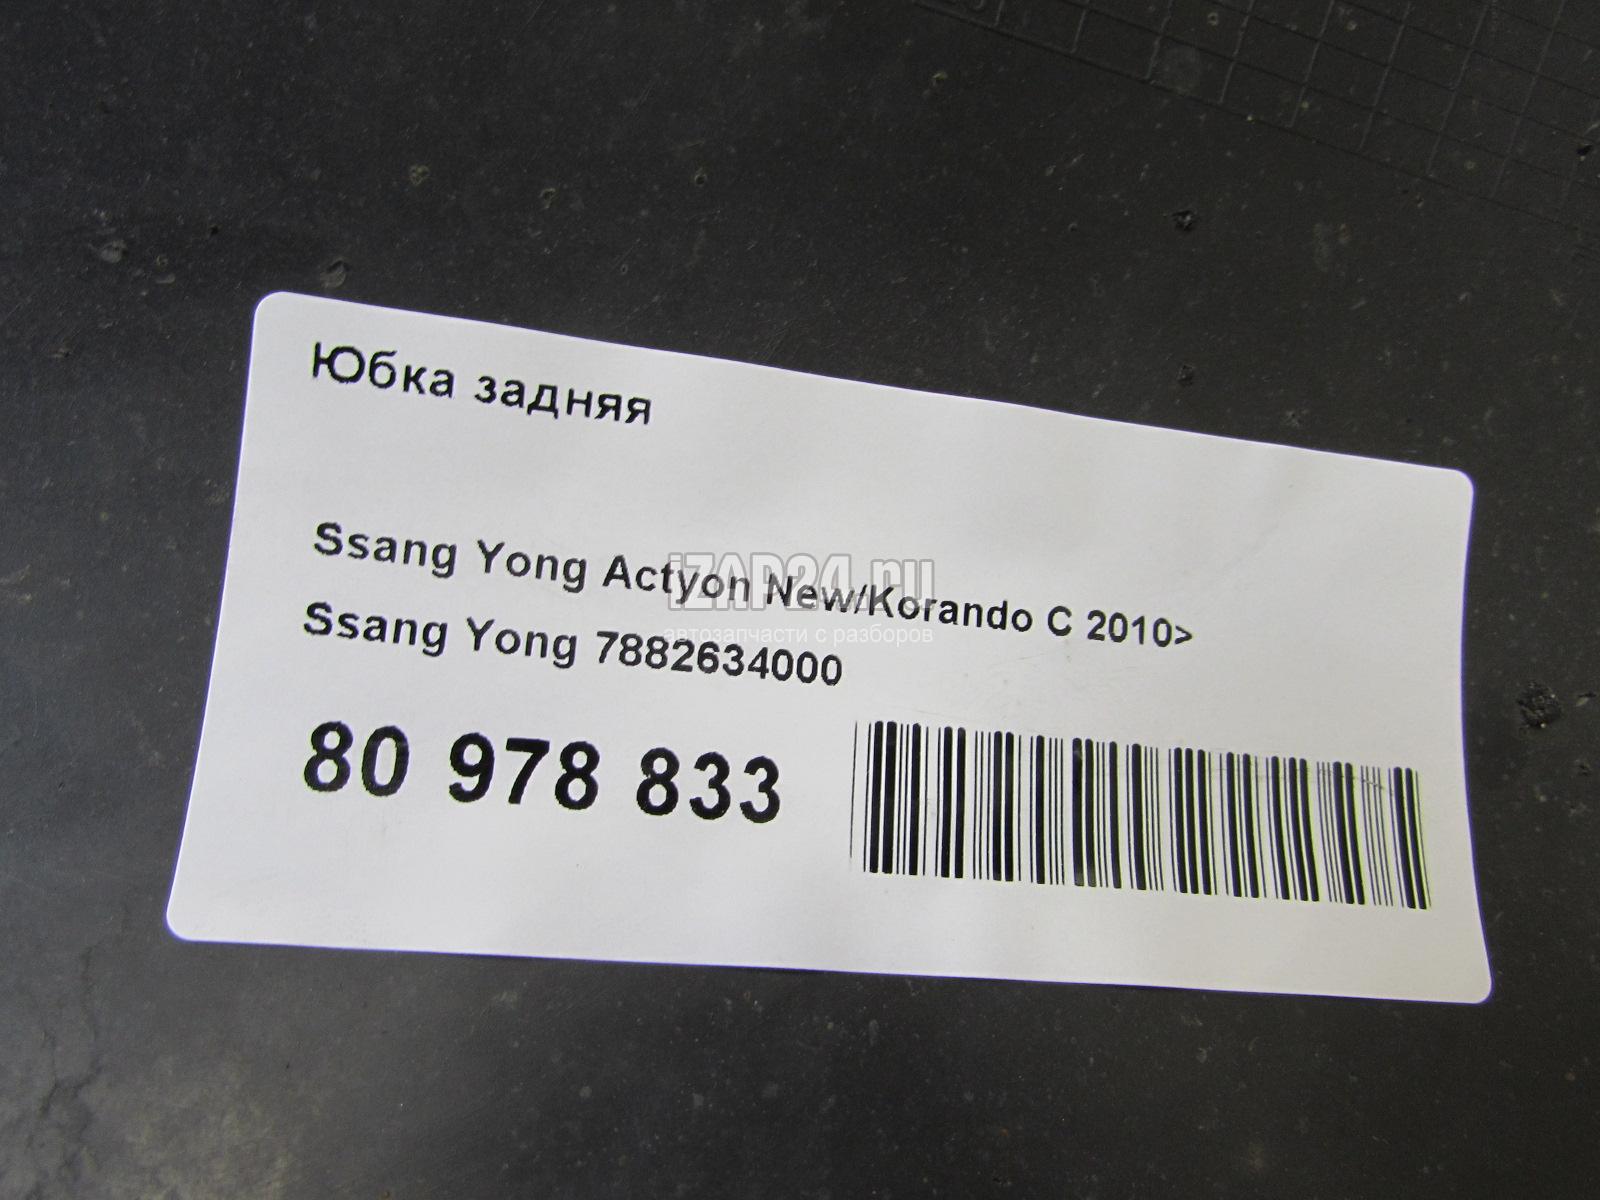 Юбка задняя
Ssang Yong Actyon New/Korando C 2010>
Ssang Yong 7882634000
80 978 833
iZAP24.ru
автозапчасти с разборов